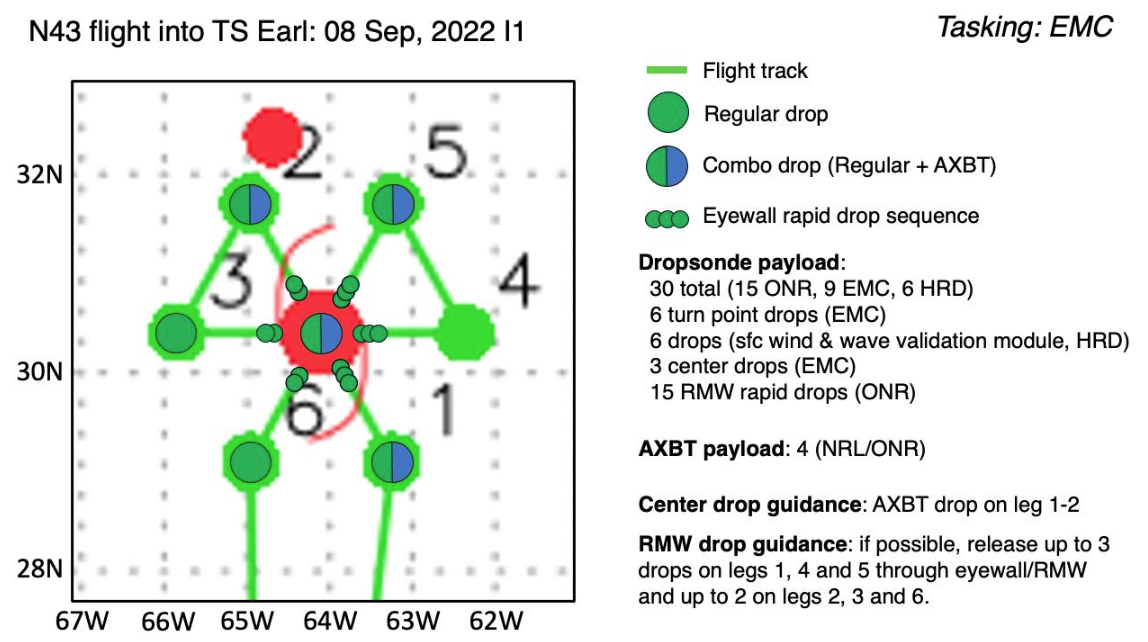 N43 flight into TS Earl: 08 Sep, 2022 I1
Tasking: EMC
Flight track
Regular drop
Combo drop (Regular + AXBT)
Eyewall rapid drop sequence
Dropsonde payload:
30 total (15 ONR, 9 EMC, 6 HRD)
6 turn point drops (EMC)
6 drops (sfc wind & wave validation module, HRD)
3 center drops (EMC)
15 RMW rapid drops (ONR)
AXBT payload: 4 (NRL/ONR)
Center drop guidance: AXBT drop on leg 1-2
RMW drop guidance: if possible, release up to 3
drops on legs 1, 4 and 5 through eyewall/RMW
and up to 2 on legs 2, 3 and 6.
2 5
32N
3 4
30N
6 1
28N
67W 66W 65W 64W 63W 62W